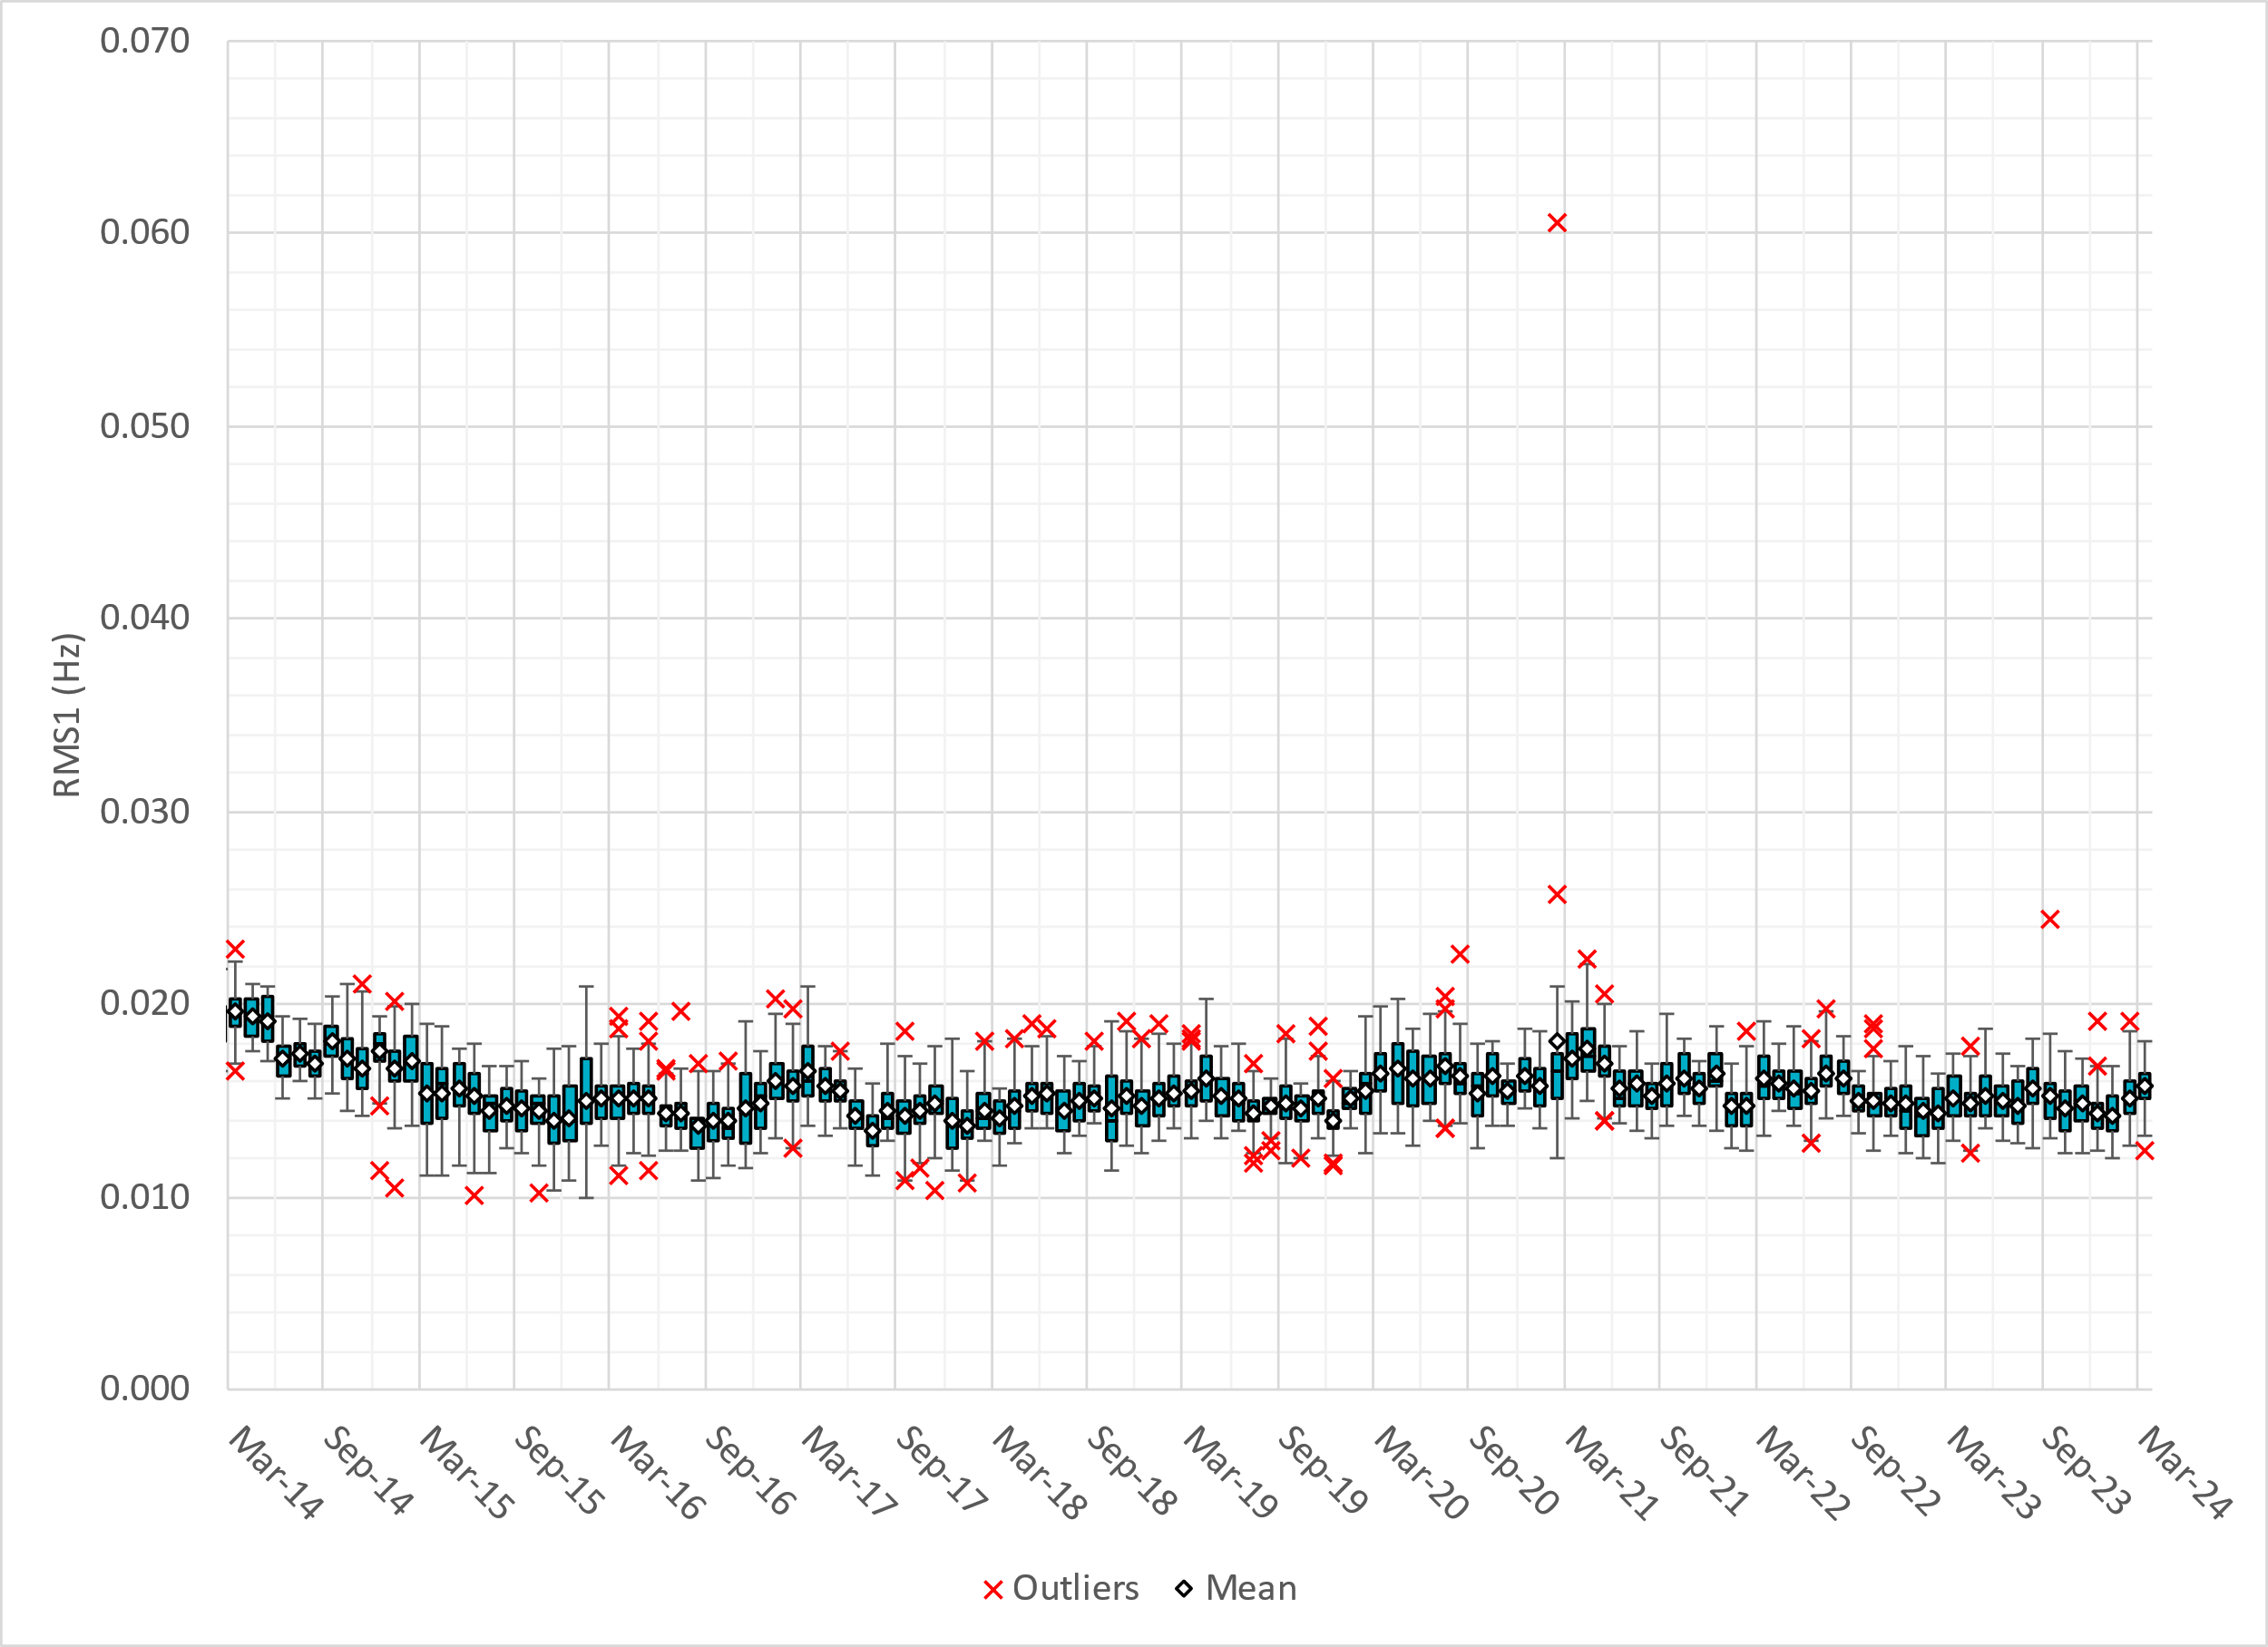 0.070
0.060
0.050
0.040
0.030
0.020
0.010
0.000
RMS1 (Hz)
Mar-14
Sep-14
Mar-15
Sep-15
Mar-16
Sep-16
Mar-17
Sep-17
Mar-18
Sep-18
Mar-19
Sep-19
Mar-20
Sep-20
Mar-21
Sep-21
Mar-22
Sep-22
Mar-23
Sep-23
Mar-24
Outliers Mean